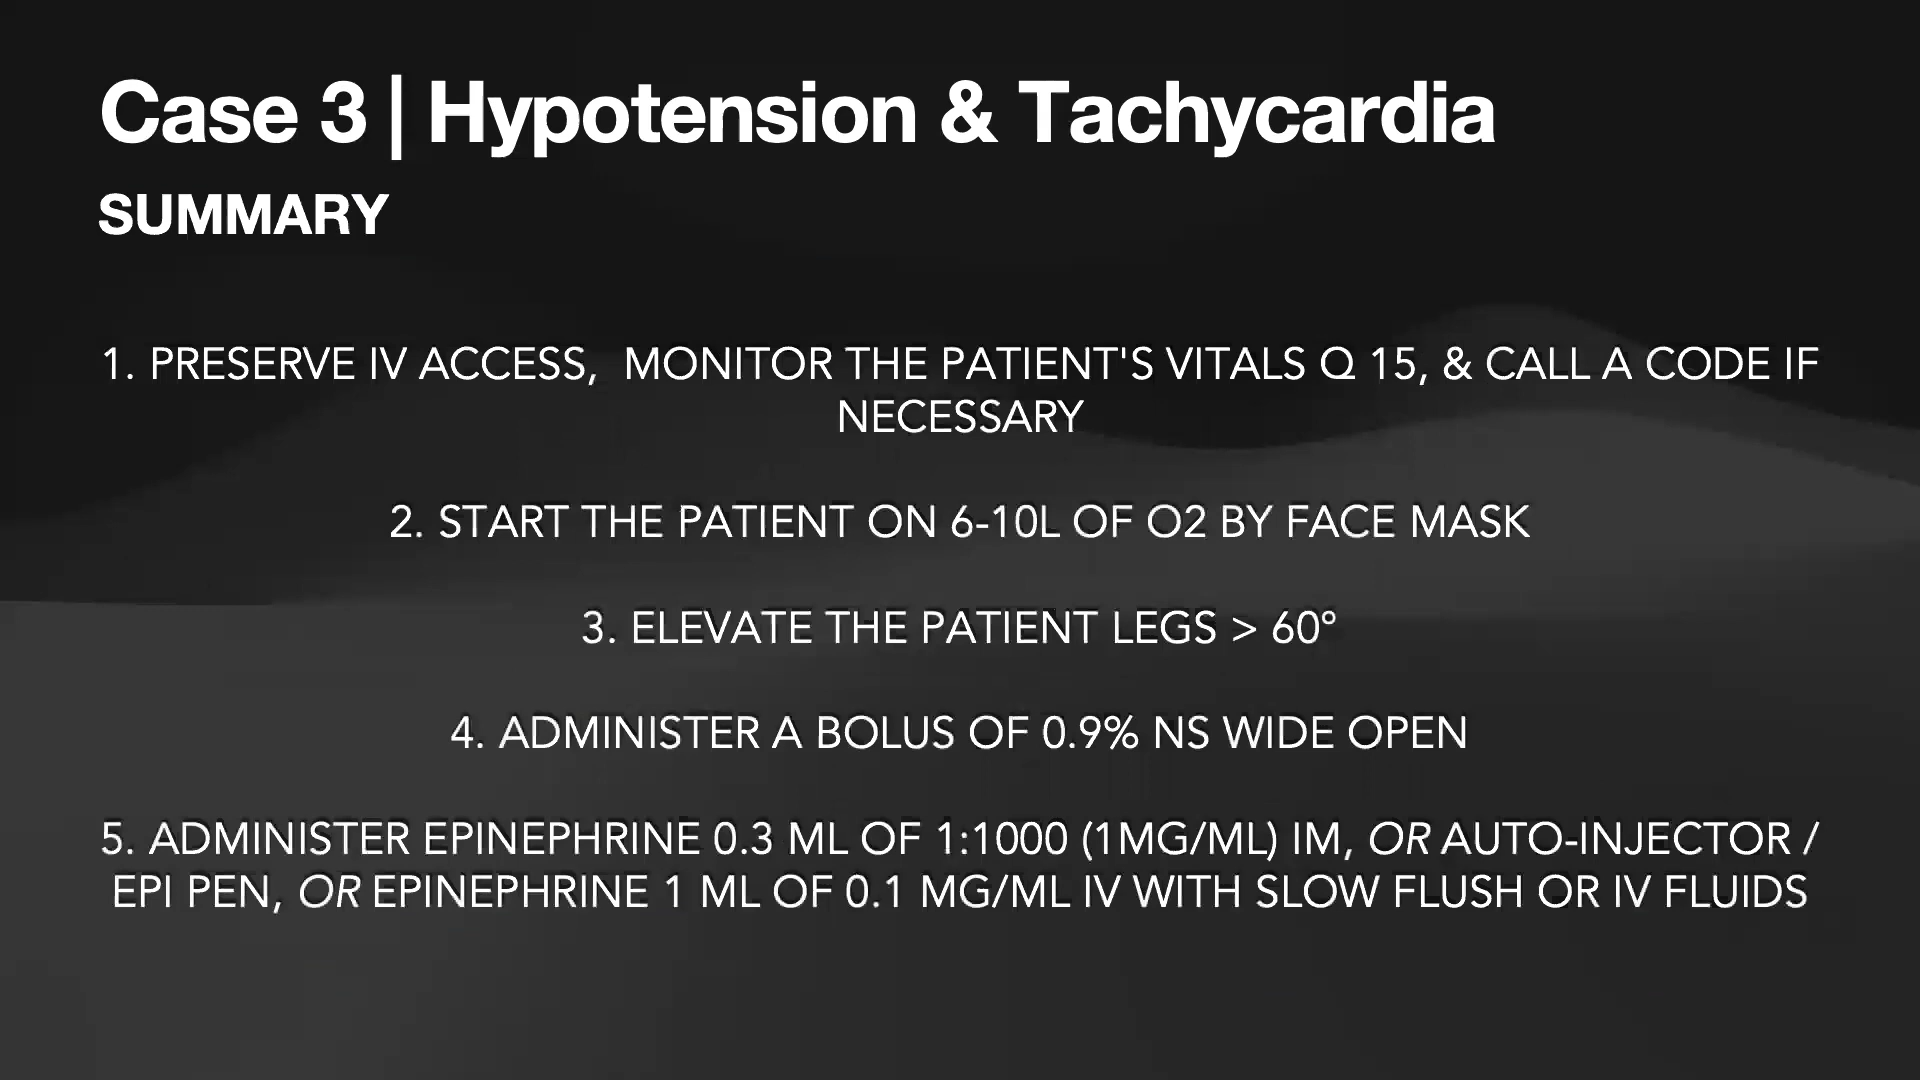 Case 3 | Hypotension & Tachycardia
SUMMARY
1. PRESERVE IV ACCESS,  MONITOR THE PATIENT'S VITALS Q 15, & CALL A CODE IF
NECESSARY
2. START THE PATIENT ON 6-10L OF O2 BY FACE MASK
3. ELEVATE THE PATIENT LEGS > 60°
4. ADMINISTER A BOLUS OF 0.9% NS WIDE OPEN
5. ADMINISTER EPINEPHRINE 0.3 ML OF 1:1000 (1MG/ML) IM, OR AUTO-INJECTOR /
EPI PEN, OR EPINEPHRINE 1 ML OF 0.1 MG/ML IV WITH SLOW FLUSH OR IV FLUIDS